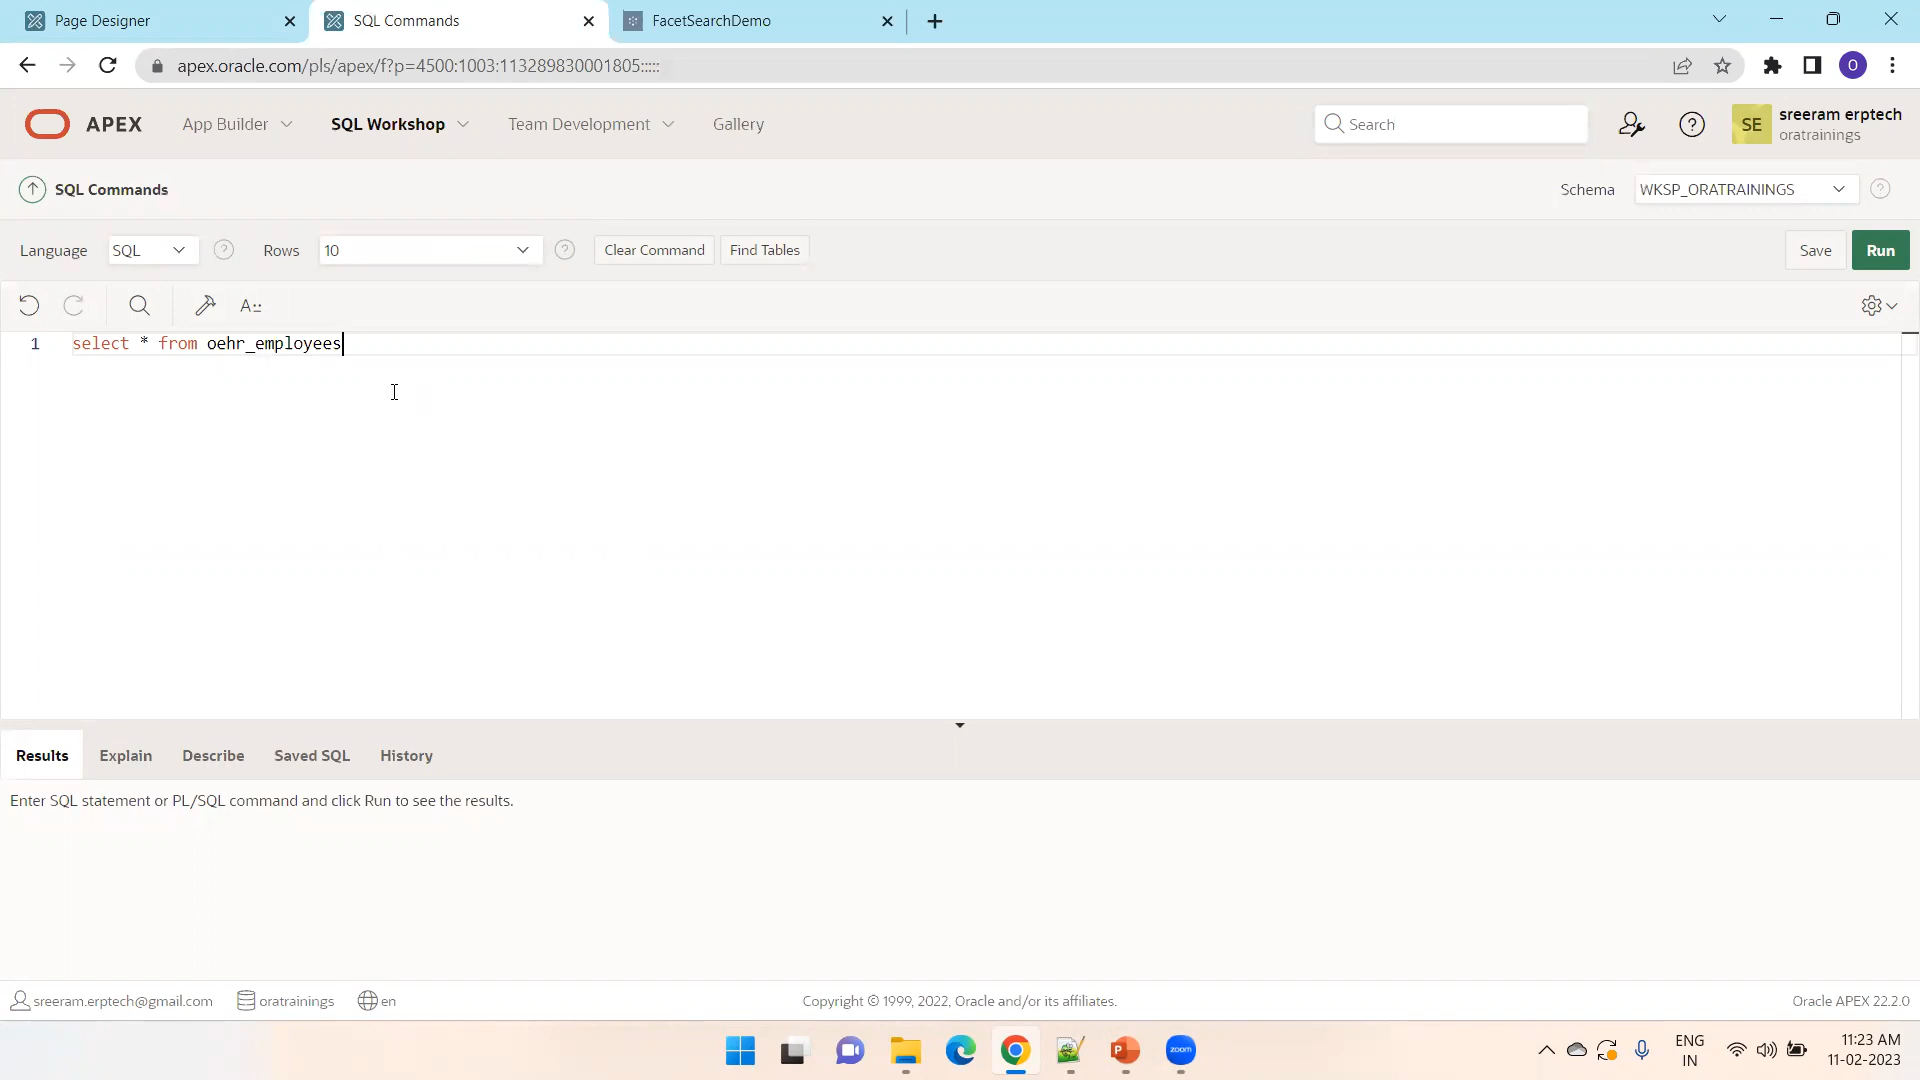 Page Designer
SQL Commands
FacetSearchDemo
apex.oracle.com/pls/apex/f?p=4500:1003:113289830001805:::::
O
APEX
App Builder
SQL Workshop
Team Development
Gallery
Search
SE
sreeram erptech
oratrainings
SQL Commands
Schema
WKSP_ORATRAININGS
Language
SQL
Rows
10
Clear Command
Find Tables
Save
Run
1
select * from oehr_employees
Results
Explain
Describe
Saved SQL
History
Enter SQL statement or PL/SQL command and click Run to see the results.
sreeram.erptech@gmail.com
oratrainings
en
Copyright © 1999, 2022, Oracle and/or its affiliates.
Oracle APEX 22.2.0
zoom
ENG
IN
11:23 AM
11-02-2023